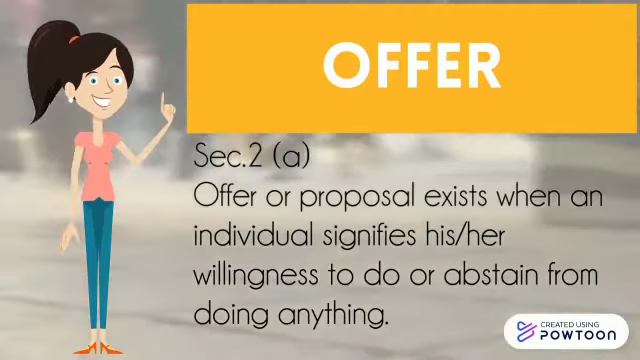 OFFER
Sec.2 (a)
Offer or proposal exists when an
individual signifies his/her
willingness to do or abstain from
doing anything.
CREATED USING
POWTOON